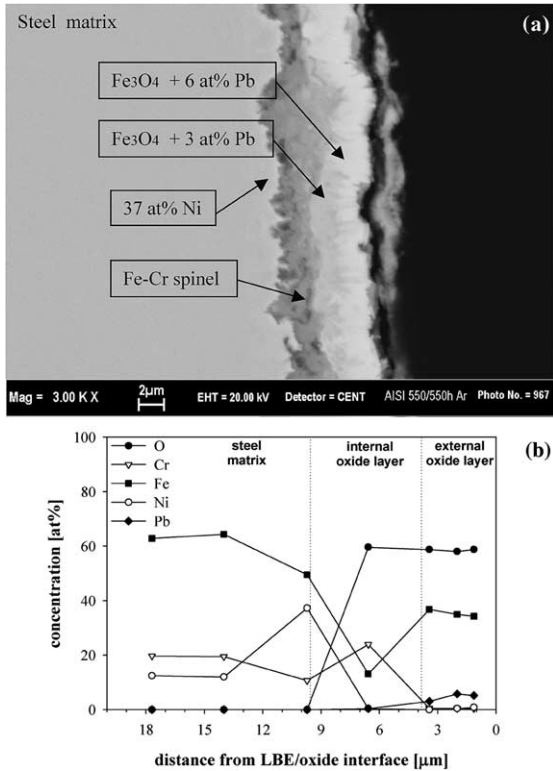 Steel matrix
(a)
Fe3O4 + 6 at% Pb
Fe3O4 + 3 at% Pb
37 at% Ni
Fe-Cr spinel
Mag = 3.00 K X 2µm EHT = 20.00 kV Detector = CENT AISI 550/550h Ar Photo No. = 967
(b)
O
Cr
Fe
Ni
Pb
steel matrix
internal oxide layer
external oxide layer
concentration [at%]
100
80
60
40
20
0
18 15 12 9 6 3 0
distance from LBE/oxide interface [µm]